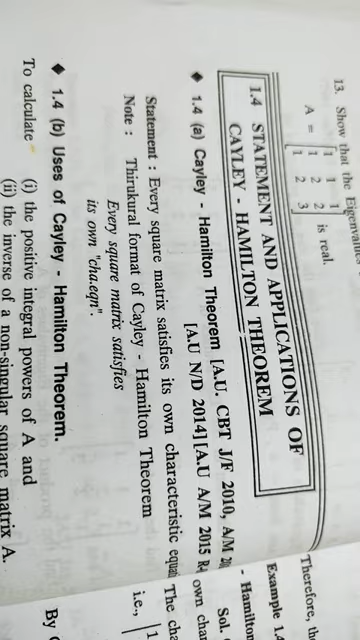 13. Show that the Eigenvalues
A = [1 1 1
1 2 2
1 2 3] is real.
1.4 STATEMENT AND APPLICATIONS OF
CAYLEY - HAMILTON THEOREM
◆ 1.4 (a) Cayley - Hamilton Theorem [A.U. CBT J/F 2010, A/M 20
[A.U N/D 2014] [A.U A/M 2015 R-
Statement : Every square matrix satisfies its own characteristic equa
Note : Thirukural format of Cayley - Hamilton Theorem
Every square matrix satisfies
its own "cha.eqn".
◆ 1.4 (b) Uses of Cayley - Hamilton Theorem.
To calculate (i) the positive integral powers of A and
(ii) the inverse of a non-singular square matrix A.
Therefore, th
Example 1.
- Hamilton
Sol.
own char
The cha
i.e., |1
By